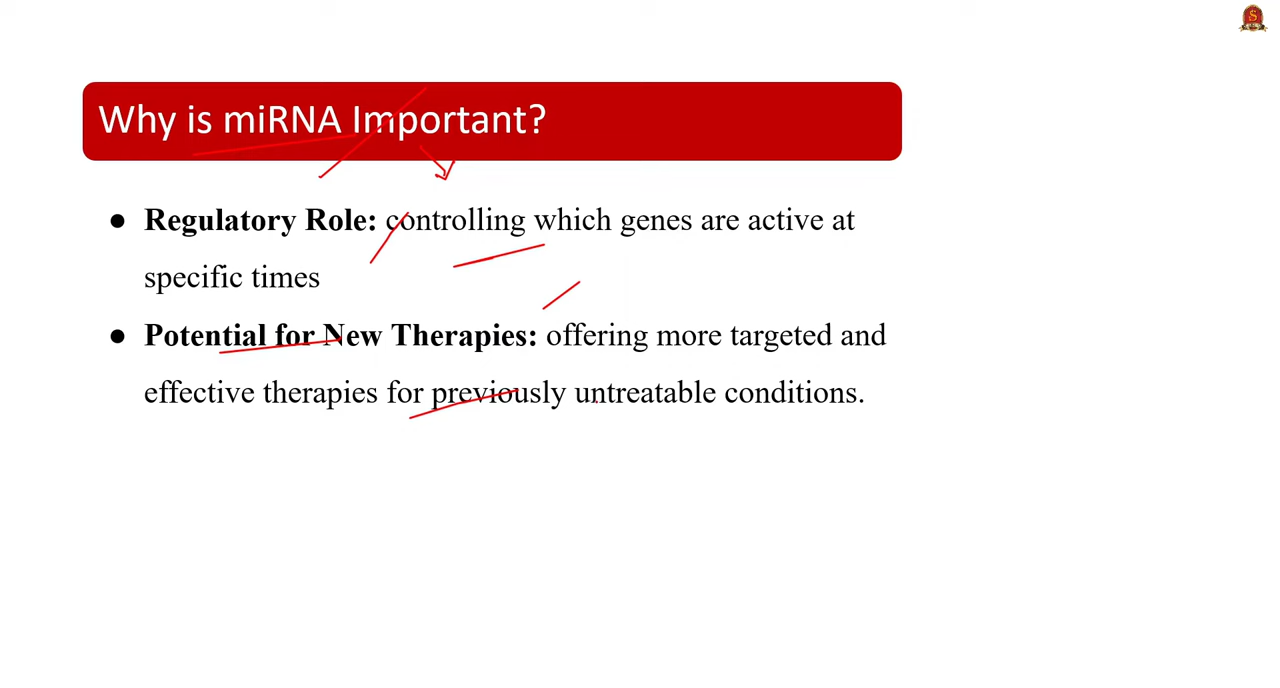 Why is miRNA Important?
● Regulatory Role: controlling which genes are active at
specific times
● Potential for New Therapies: offering more targeted and
effective therapies for previously untreatable conditions.